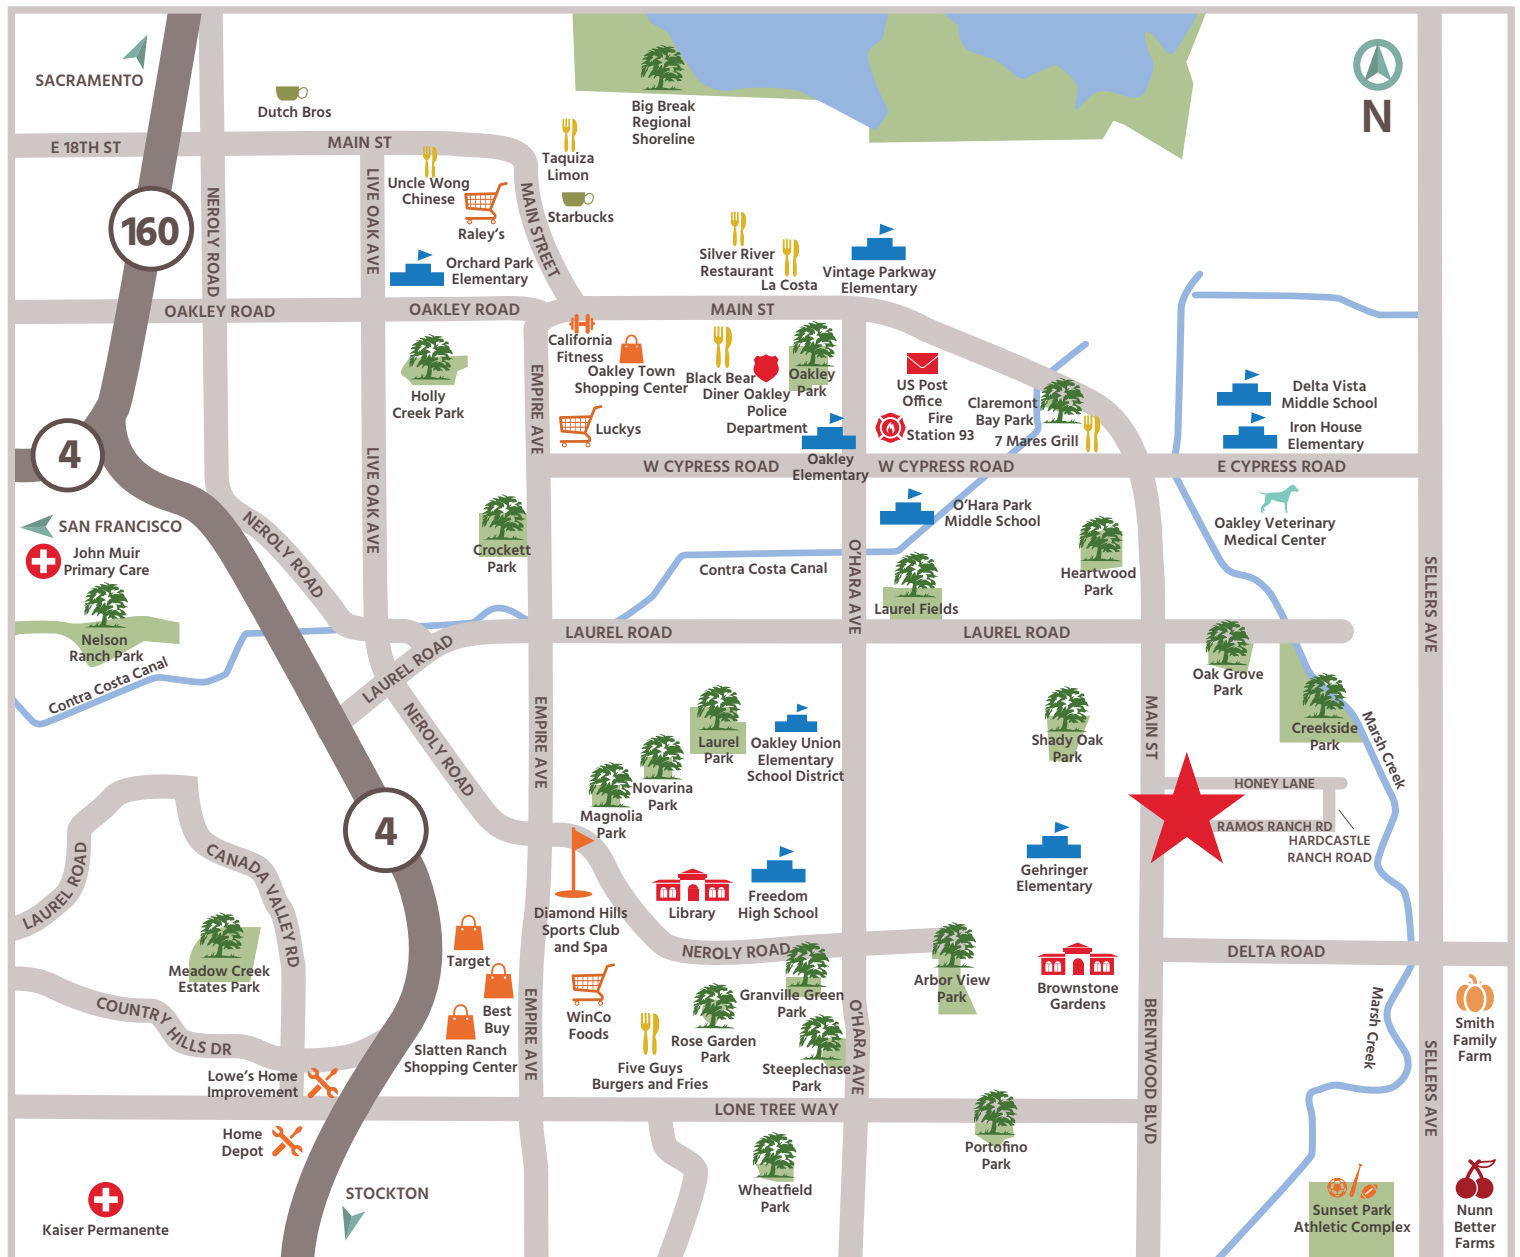 SACRAMENTO
N
Dutch Bros
Big Break
Regional
Shoreline
E 18TH ST
MAIN ST
Taquiza
Limon
Uncle Wong
Chinese
Raley's
MAIN STREET
Starbucks
160
NEROLY ROAD
LIVE OAK AVE
Orchard Park
Elementary
Silver River
Restaurant
La Costa
Vintage Parkway
Elementary
OAKLEY ROAD
OAKLEY ROAD
MAIN ST
California
Fitness
Oakley Town
Shopping Center
Black Bear
Diner
Oakley
Police
Department
Oakley
Park
US Post
Office
Fire
Station 93
Claremont
Bay Park
7 Mares Grill
Delta Vista
Middle School
Iron House
Elementary
Holly
Creek Park
EMPIRE AVE
Luckys
4
LIVE OAK AVE
Oakley
Elementary
W CYPRESS ROAD
W CYPRESS ROAD
E CYPRESS ROAD
SAN FRANCISCO
John Muir
Primary Care
NEROLY ROAD
Crockett
Park
O'Hara Park
Middle School
Oakley Veterinary
Medical Center
Contra Costa Canal
O'HARA AVE
Laurel Fields
Heartwood
Park
SELLERS AVE
Nelson
Ranch Park
Contra Costa Canal
LAUREL ROAD
LAUREL ROAD
LAUREL ROAD
Oak Grove
Park
Creekside
Park
Marsh Creek
NEROLY ROAD
EMPIRE AVE
Laurel
Park
Oakley Union
Elementary
School District
Novarina
Park
Magnolia
Park
Shady Oak
Park
MAIN ST
HONEY LANE
RAMOS RANCH RD
HARDCASTLE
RANCH ROAD
4
LAUREL ROAD
CANADA VALLEY RD
Gehringer
Elementary
Diamond Hills
Sports Club
and Spa
Library
Freedom
High School
Target
Best
Buy
Slatten Ranch
Shopping Center
Meadow Creek
Estates Park
COUNTRY HILLS DR
NEROLY ROAD
Granville Green
Park
Arbor View
Park
Brownstone
Gardens
DELTA ROAD
Smith
Family
Farm
WinCo
Foods
EMPIRE AVE
Five Guys
Burgers and Fries
Rose Garden
Park
Steeplechase
Park
O'HARA AVE
BRENTWOOD BLVD
Marsh Creek
SELLERS AVE
Lowe's Home
Improvement
Home
Depot
LONE TREE WAY
Portofino
Park
Wheatfield
Park
STOCKTON
Kaiser Permanente
Sunset Park
Athletic Complex
Nunn
Better
Farms